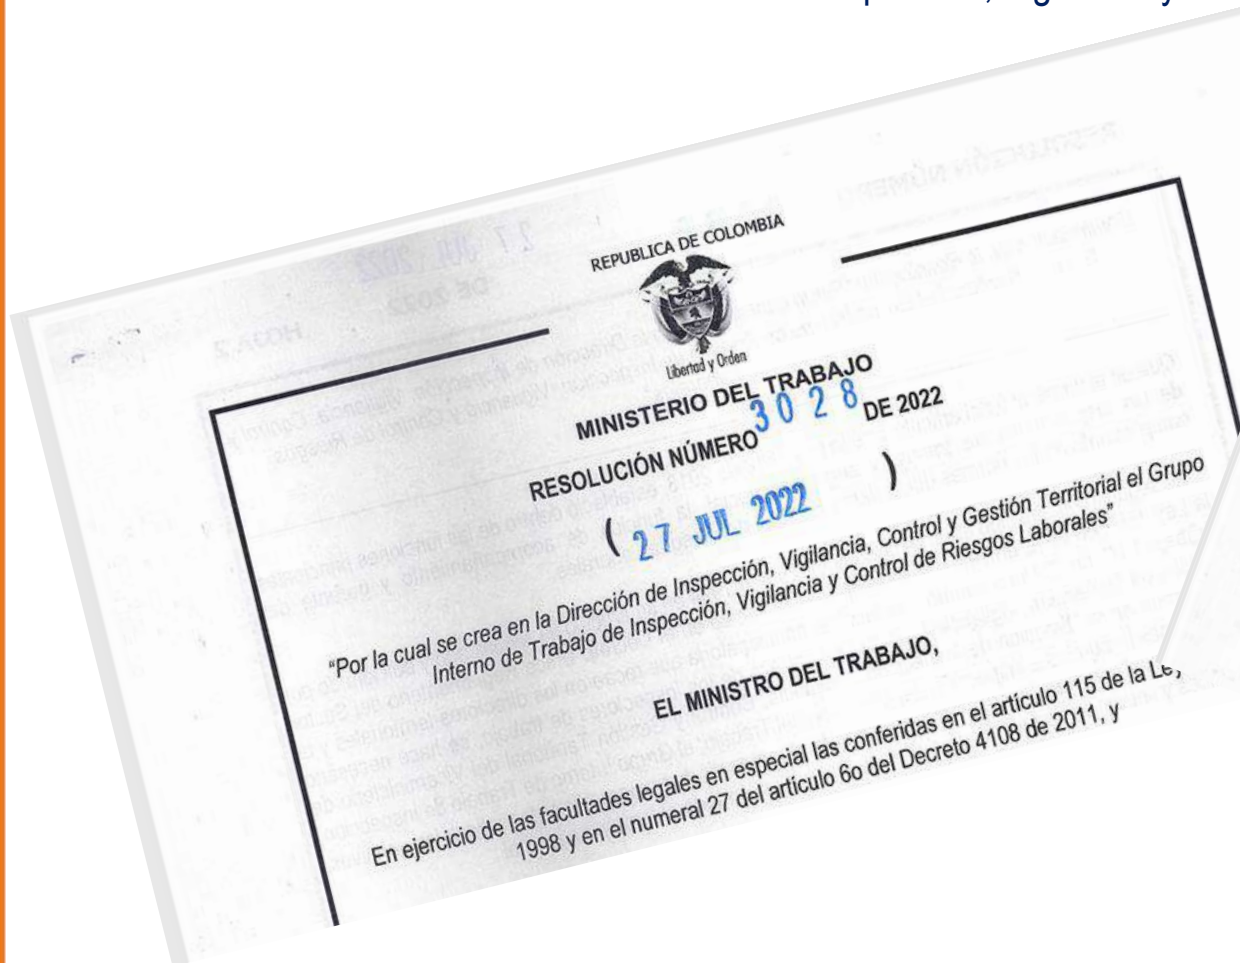 REPUBLICA DE COLOMBIA
Libertad y Orden
MINISTERIO DEL TRABAJO
RESOLUCIÓN NÚMERO 3028 DE 2022
( 27 JUL 2022 )
“Por la cual se crea en la Dirección de Inspección, Vigilancia, Control y Gestión Territorial el Grupo
Interno de Trabajo de Inspección, Vigilancia y Control de Riesgos Laborales”
EL MINISTRO DEL TRABAJO,
En ejercicio de las facultades legales en especial las conferidas en el artículo 115 de la
1998 y en el numeral 27 del artículo 6o del Decreto 4108 de 2011, y